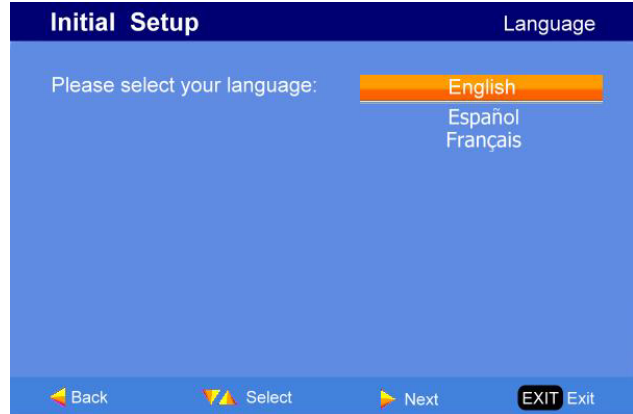 Initial Setup Language
Please select your language: English
Español
Français
Back Select Next EXIT Exit